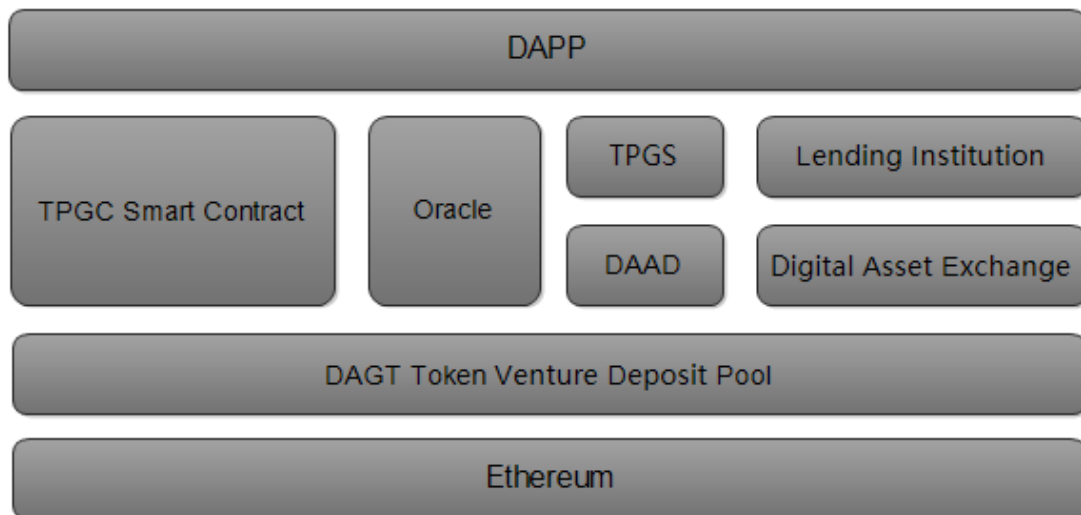 DAPP
TPGC Smart Contract
Oracle
TPGS
Lending Institution
DAAD
Digital Asset Exchange
DAGT Token Venture Deposit Pool
Ethereum